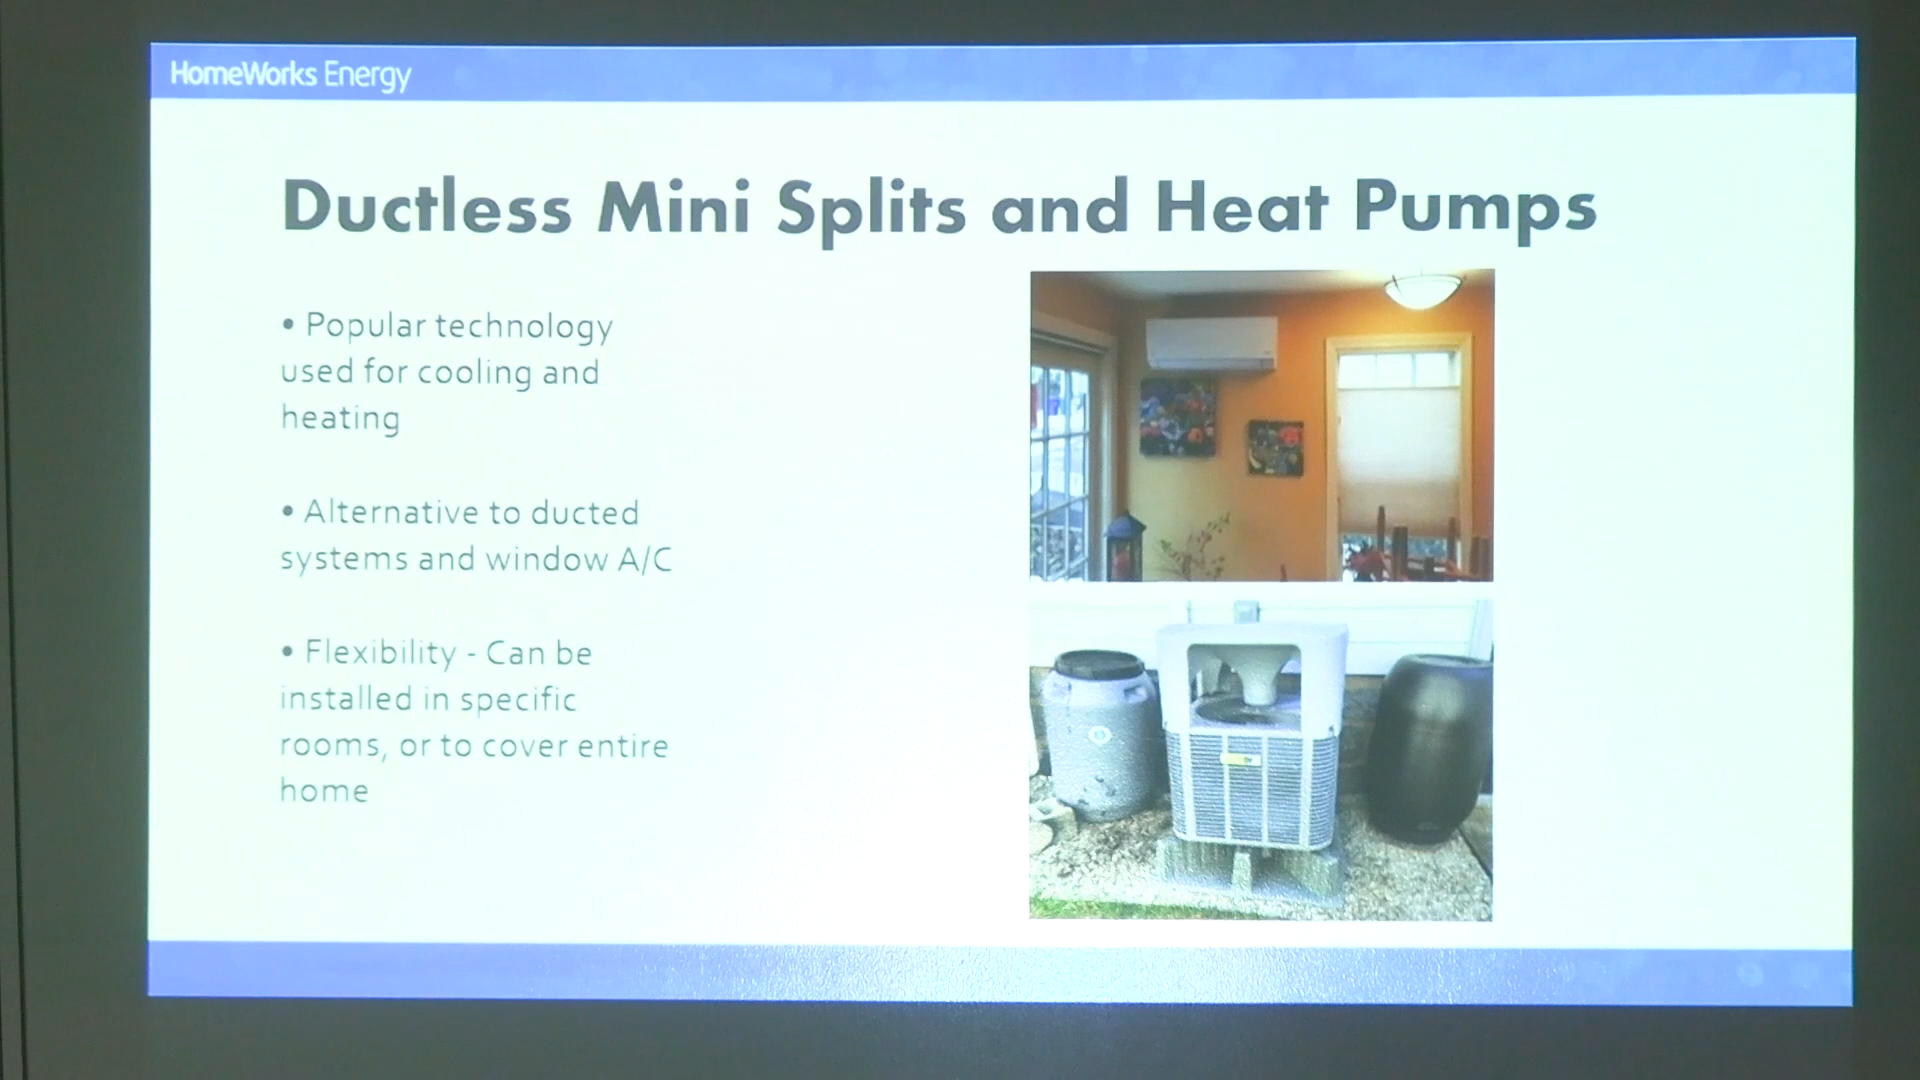 HomeWorks Energy
Ductless Mini Splits and Heat Pumps
• Popular technology
used for cooling and
heating
• Alternative to ducted
systems and window A/C
• Flexibility - Can be
installed in specific
rooms, or to cover entire
home